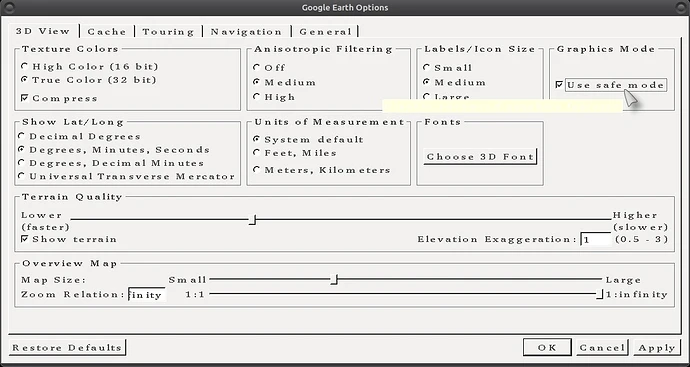 Google Earth Options
3D View Cache Touring Navigation General
Texture Colors
High Color (16 bit)
True Color (32 bit)
Compress
Anisotropic Filtering
Off
Medium
High
Labels/Icon Size
Small
Medium
Large
Graphics Mode
Use safe mode
Show Lat/Long
Decimal Degrees
Degrees, Minutes, Seconds
Degrees, Decimal Minutes
Universal Transverse Mercator
Units of Measurement
System default
Feet, Miles
Meters, Kilometers
Fonts
Choose 3D Font
Terrain Quality
Lower
(faster)
Higher
(slower)
Show terrain
Elevation Exaggeration: 1 (0.5 - 3)
Overview Map
Map Size: Small Large
Zoom Relation: finity 1:1 1:infinity
Restore Defaults OK Cancel Apply